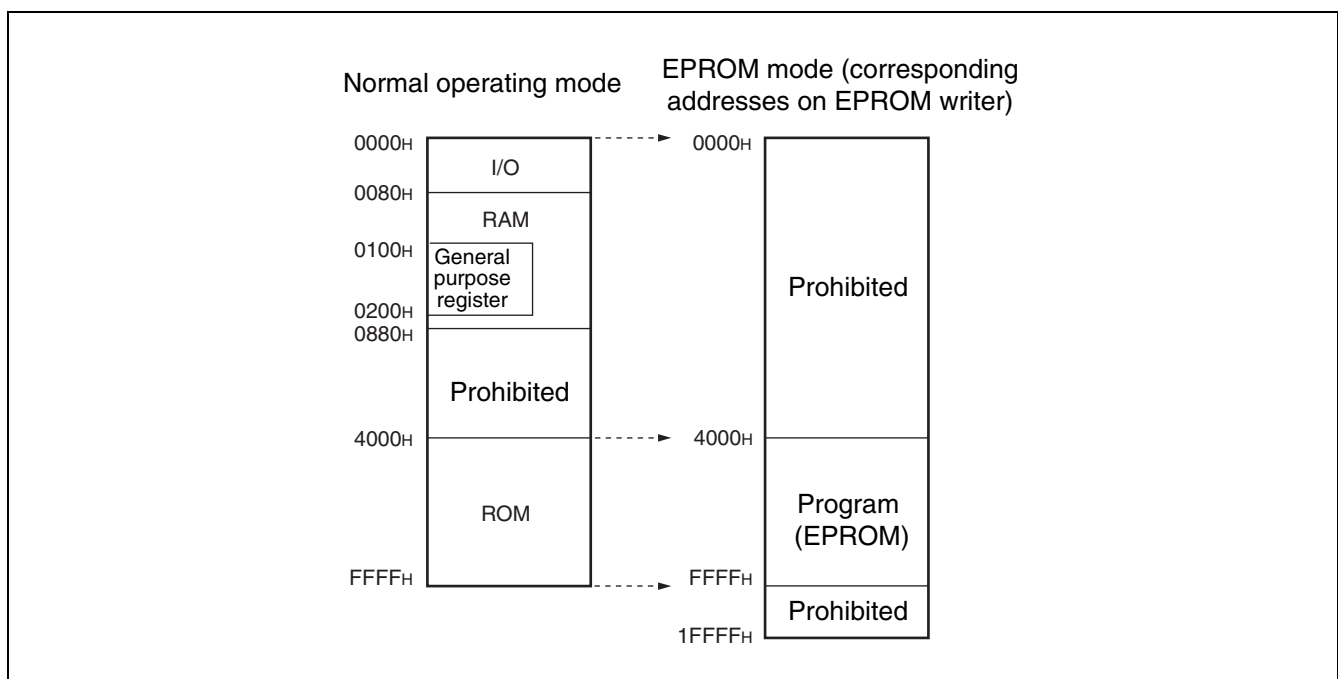 Normal operating mode
0000H
I/O
0080H
RAM
0100H
General
purpose
register
0200H
0880H
Prohibited
4000H
ROM
FFFFH
EPROM mode (corresponding
addresses on EPROM writer)
0000H
Prohibited
4000H
Program
(EPROM)
FFFFH
Prohibited
1FFFFH